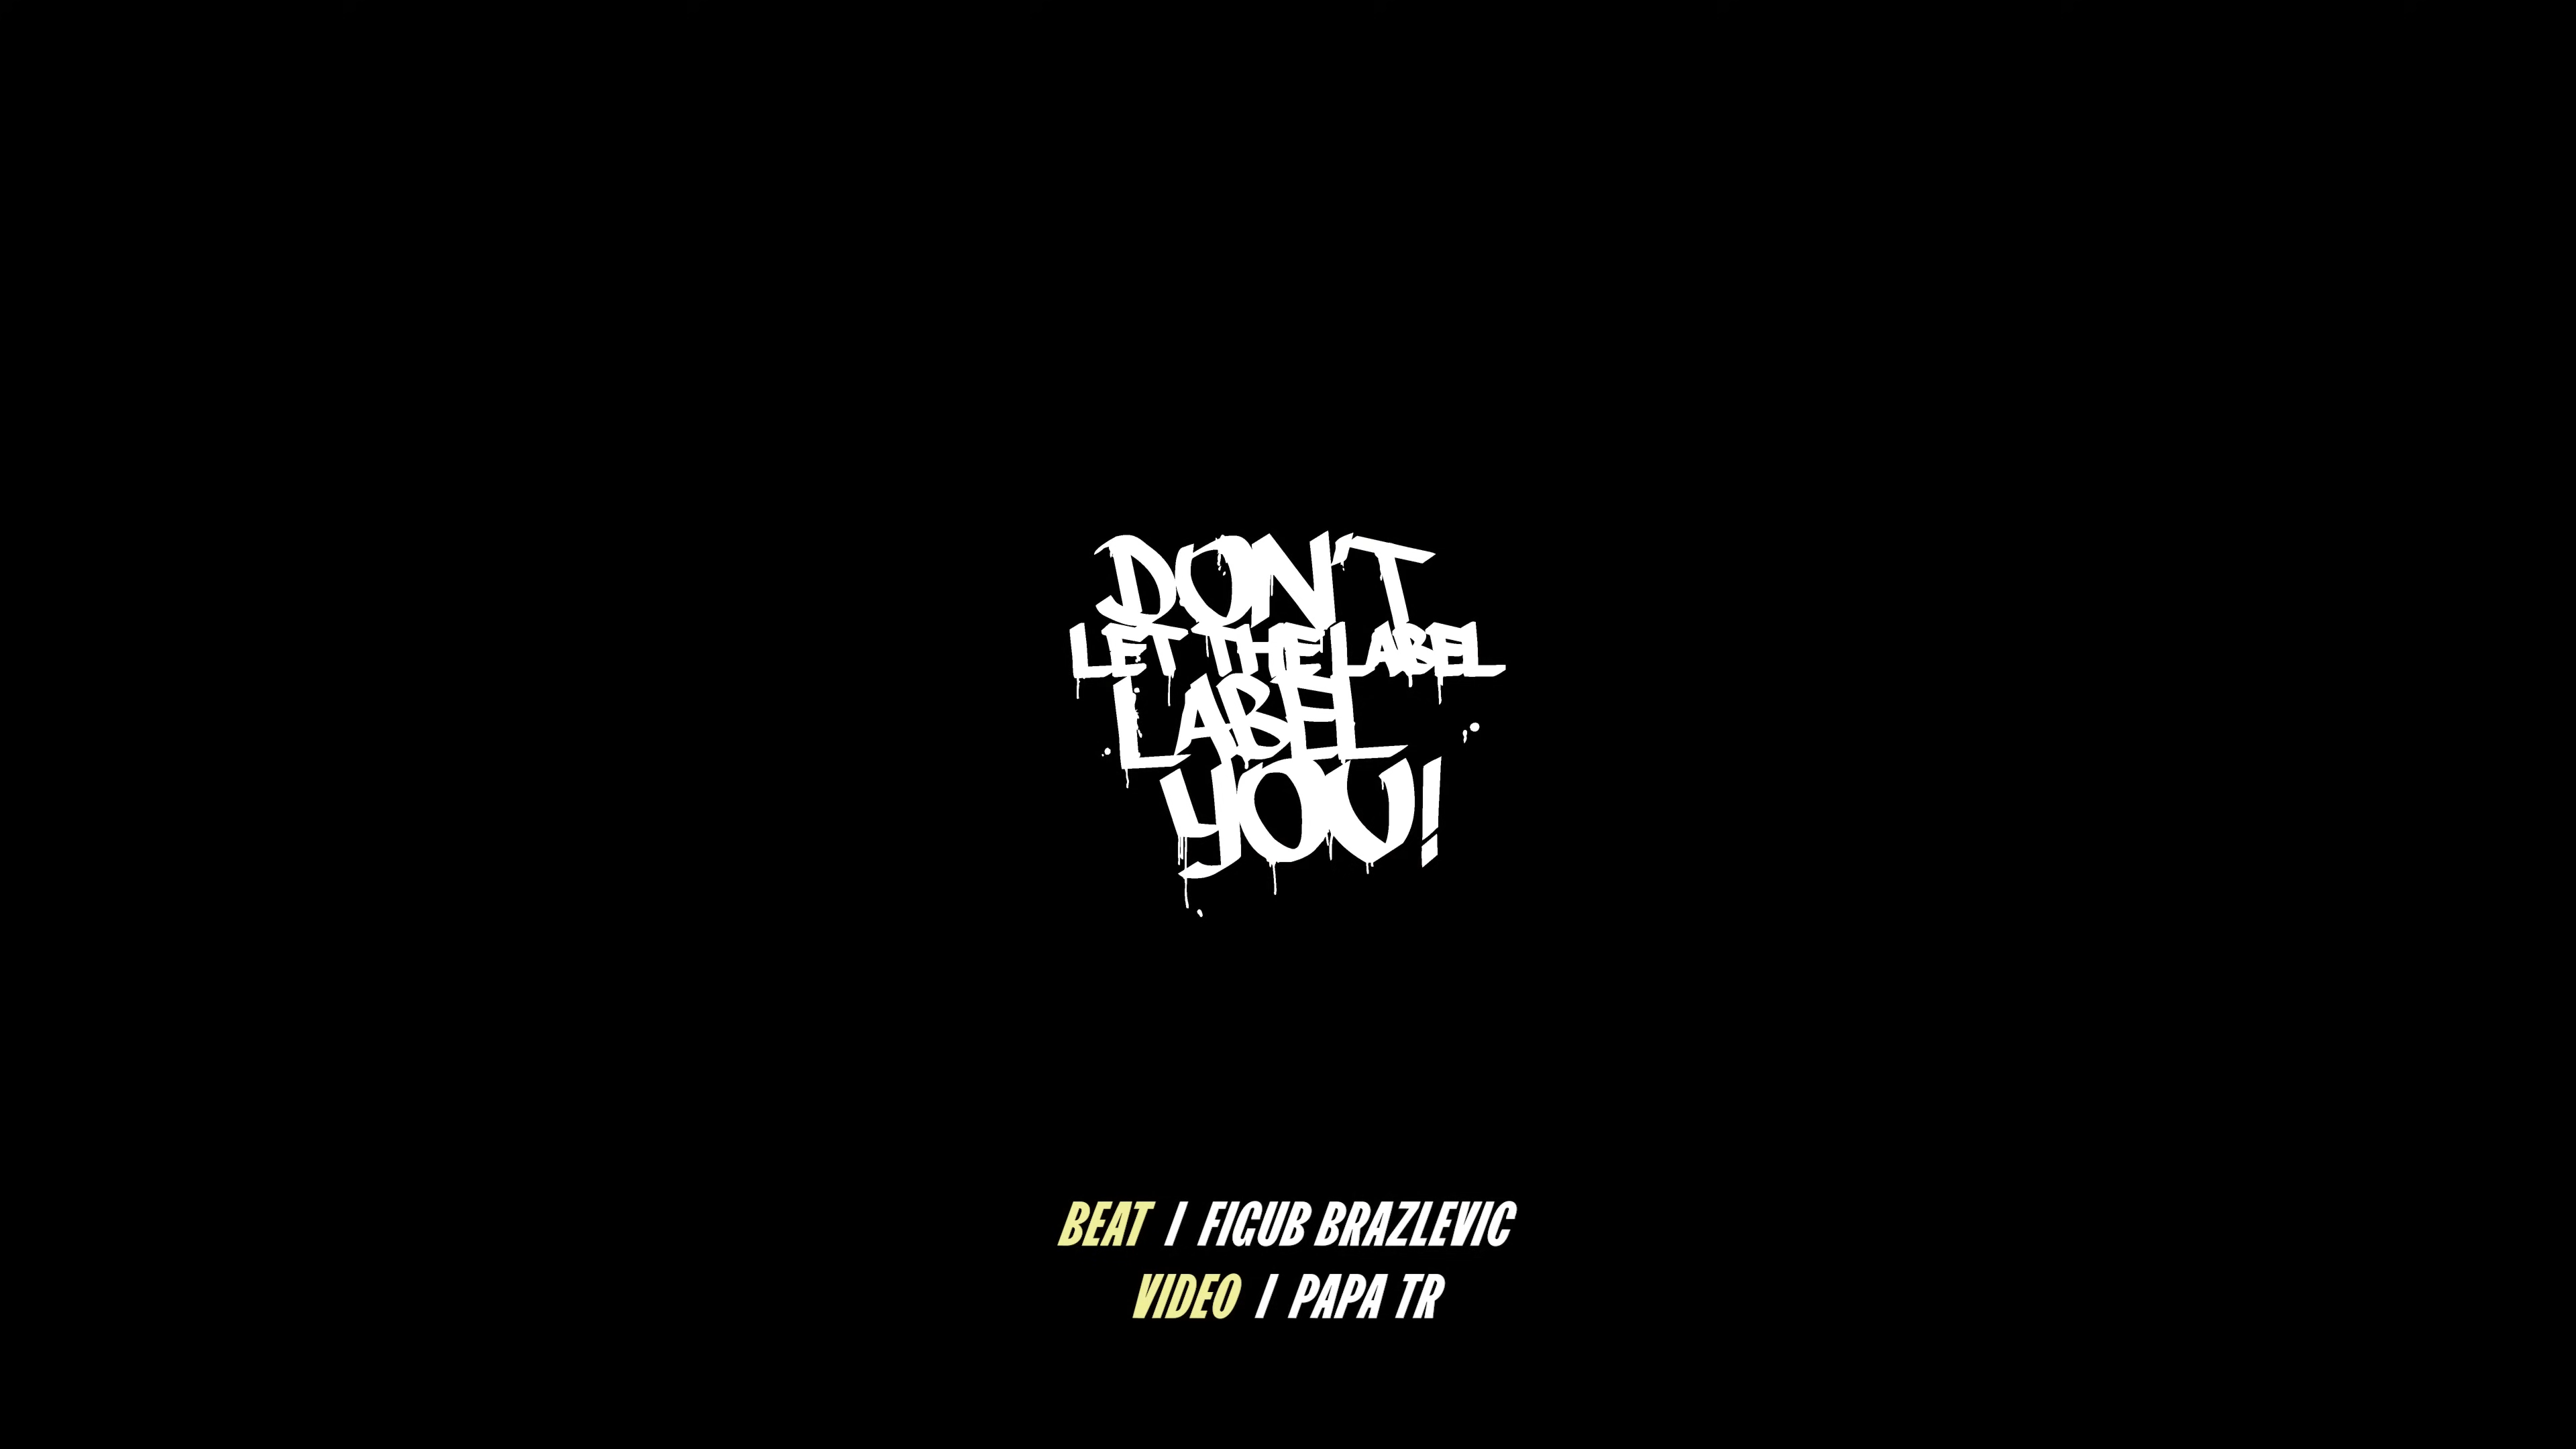 DON'T
LET THE LABEL
LABEL
YOU!
BEAT | FIGUB BRAZLEVIC
VIDEO | PAPA TR